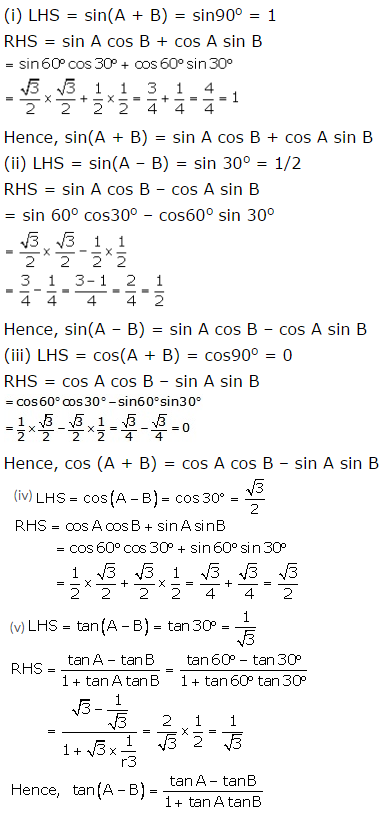 (i) LHS = sin(A + B) = sin90° = 1
RHS = sin A cos B + cos A sin B
= sin 60° cos 30° + cos 60° sin 30°
= √3/2 × √3/2 + 1/2 × 1/2 = 3/4 + 1/4 = 4/4 = 1
Hence, sin(A + B) = sin A cos B + cos A sin B
(ii) LHS = sin(A − B) = sin 30° = 1/2
RHS = sin A cos B − cos A sin B
= sin 60° cos30° − cos60° sin 30°
= √3/2 × √3/2 − 1/2 × 1/2
= 3/4 − 1/4 = (3 − 1)/4 = 2/4 = 1/2
Hence, sin(A − B) = sin A cos B − cos A sin B
(iii) LHS = cos(A + B) = cos90° = 0
RHS = cos A cos B − sin A sin B
= cos60° cos30° − sin60° sin30°
= 1/2 × √3/2 − √3/2 × 1/2 = √3/4 − √3/4 = 0
Hence, cos (A + B) = cos A cos B − sin A sin B
(iv) LHS = cos(A − B) = cos 30° = √3/2
RHS = cos A cos B + sin A sin B
= cos 60° cos 30° + sin 60° sin 30°
= 1/2 × √3/2 + √3/2 × 1/2 = √3/4 + √3/4 = √3/2
(v) LHS = tan(A − B) = tan 30° = 1/√3
RHS = (tan A − tan B)/(1 + tan A tan B) = (tan 60° − tan 30°)/(1 + tan 60° tan 30°)
= (√3 − 1/√3)/(1 + √3 × 1/r3) = 2/√3 × 1/2 = 1/√3
Hence, tan(A − B) = (tan A − tan B)/(1 + tan A tan B)